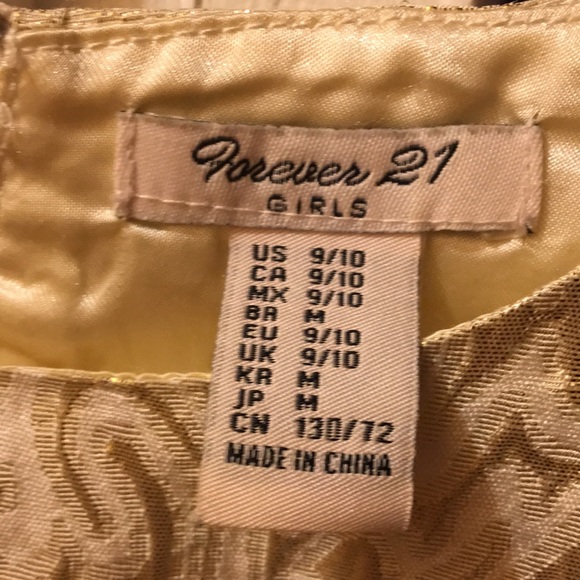 Forever 21
GIRLS
US 9/10
CA 9/10
MX 9/10
BR M
EU 9/10
UK 9/10
KR M
JP M
CN 130/72
MADE IN CHINA